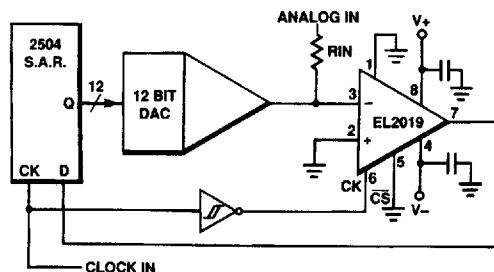 ANALOG IN
2504
S.A.R.
Q
12
12 BIT
DAC
RIN
V+
1
8
3
−
EL2019
7
2
+
4
5
6
CK
CS
V−
CK
D
CLOCK IN